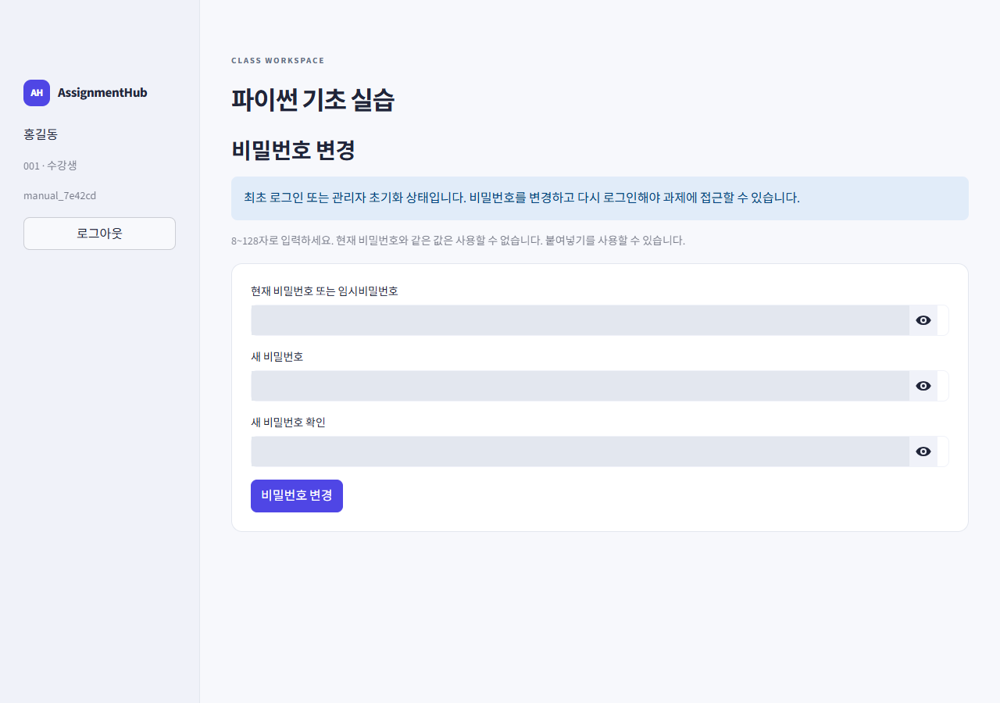 AH AssignmentHub
홍길동
001 · 수강생
manual_7e42cd
로그아웃
CLASS WORKSPACE
파이썬 기초 실습
비밀번호 변경
최초 로그인 또는 관리자 초기화 상태입니다. 비밀번호를 변경하고 다시 로그인해야 과제에 접근할 수 있습니다.
8~128자로 입력하세요. 현재 비밀번호와 같은 값은 사용할 수 없습니다. 붙여넣기를 사용할 수 있습니다.
현재 비밀번호 또는 임시비밀번호
새 비밀번호
새 비밀번호 확인
비밀번호 변경